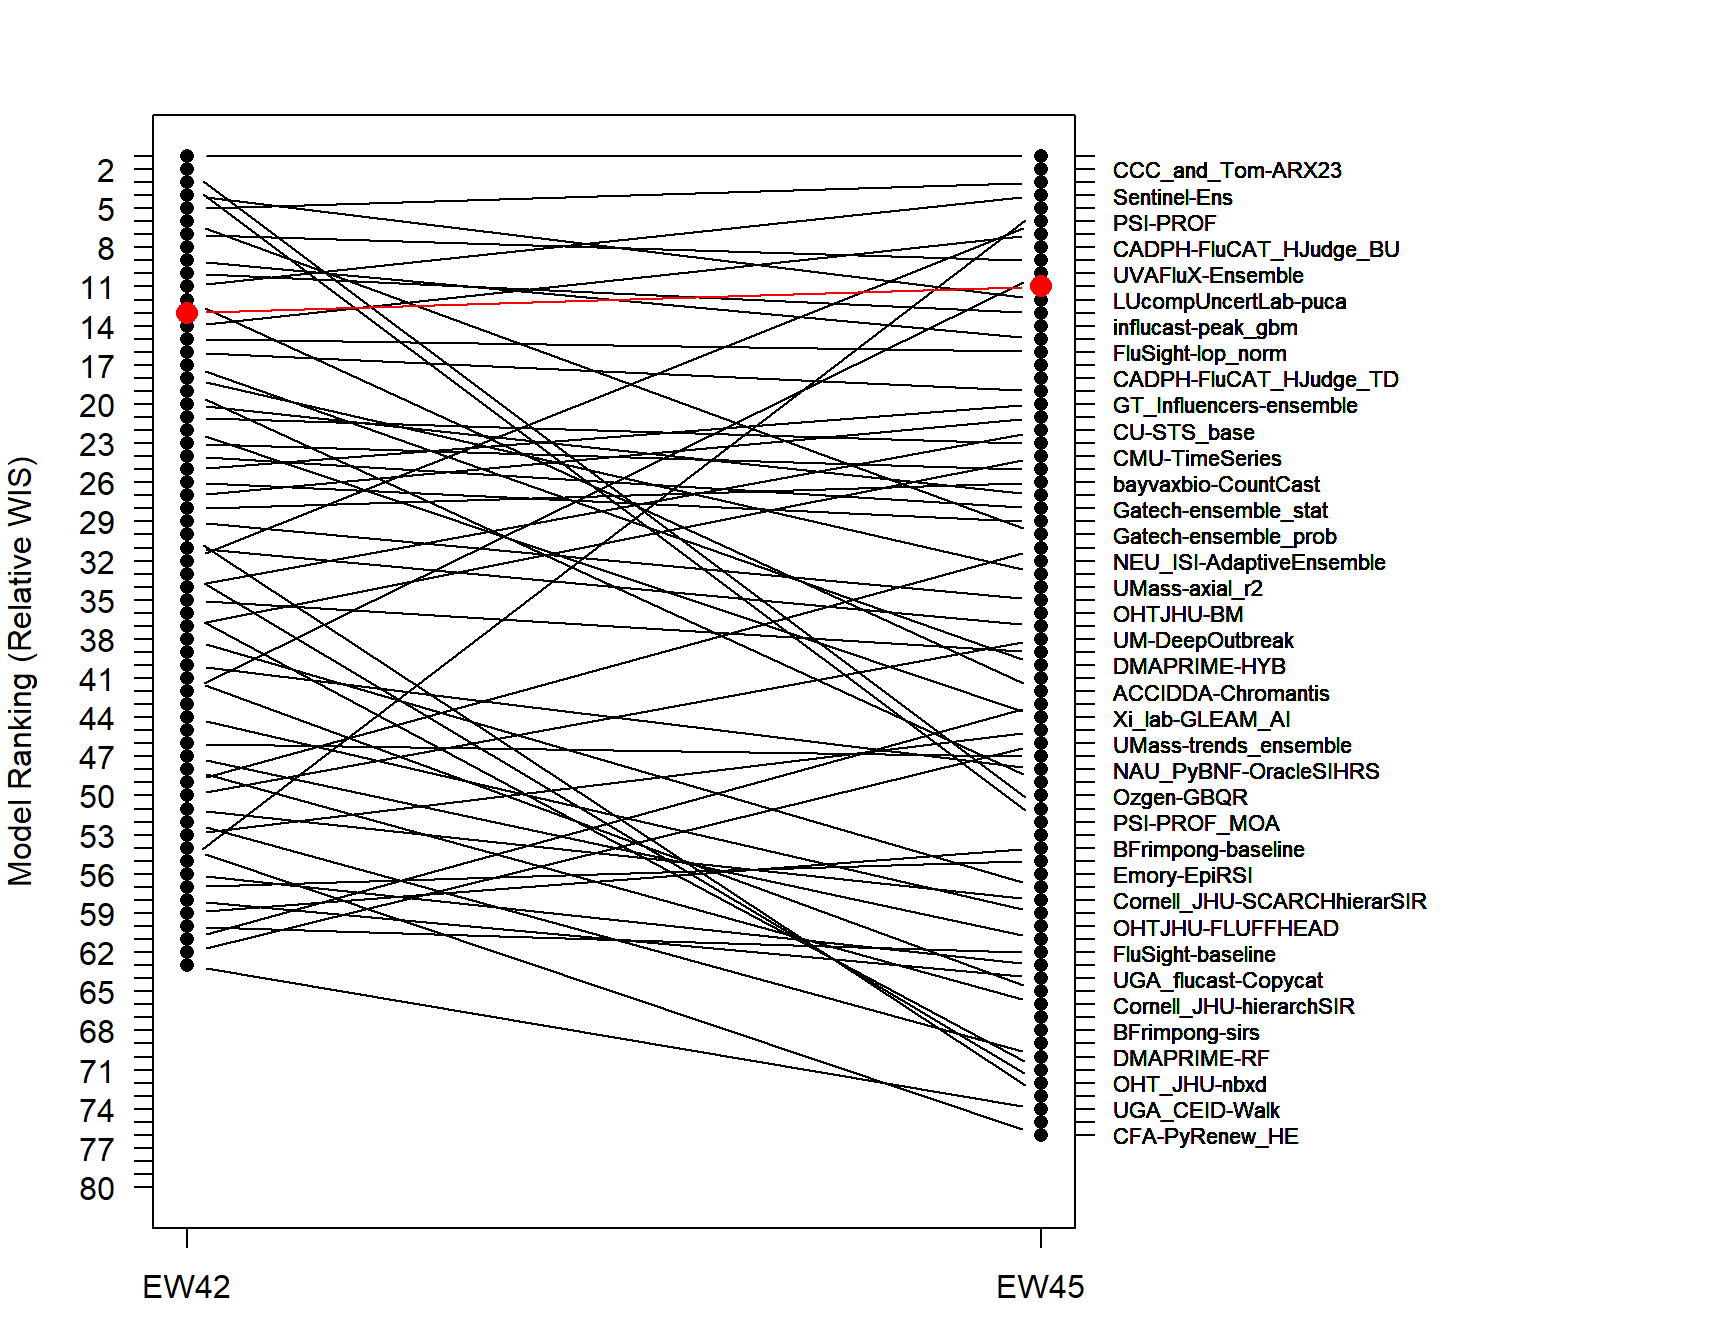 Model Ranking (Relative WIS)
2
5
8
11
14
17
20
23
26
29
32
35
38
41
44
47
50
53
56
59
62
65
68
71
74
77
80
CCC_and_Tom-ARX23
Sentinel-Ens
PSI-PROF
CADPH-FluCAT_HJudge_BU
UVAFluX-Ensemble
LUcompUncertLab-puca
influcast-peak_gbm
FluSight-lop_norm
CADPH-FluCAT_HJudge_TD
GT_Influencers-ensemble
CU-STS_base
CMU-TimeSeries
bayvaxbio-CountCast
Gatech-ensemble_stat
Gatech-ensemble_prob
NEU_ISI-AdaptiveEnsemble
UMass-axial_r2
OHTJHU-BM
UM-DeepOutbreak
DMAPRIME-HYB
ACCIDDA-Chromantis
Xi_lab-GLEAM_AI
UMass-trends_ensemble
NAU_PyBNF-OracleSIHRS
Ozgen-GBQR
PSI-PROF_MOA
BFrimpong-baseline
Emory-EpiRSI
Cornell_JHU-SCARCHhierarSIR
OHTJHU-FLUFFHEAD
FluSight-baseline
UGA_flucast-Copycat
Cornell_JHU-hierarchSIR
BFrimpong-sirs
DMAPRIME-RF
OHT_JHU-nbxd
UGA_CEID-Walk
CFA-PyRenew_HE
EW42
EW45